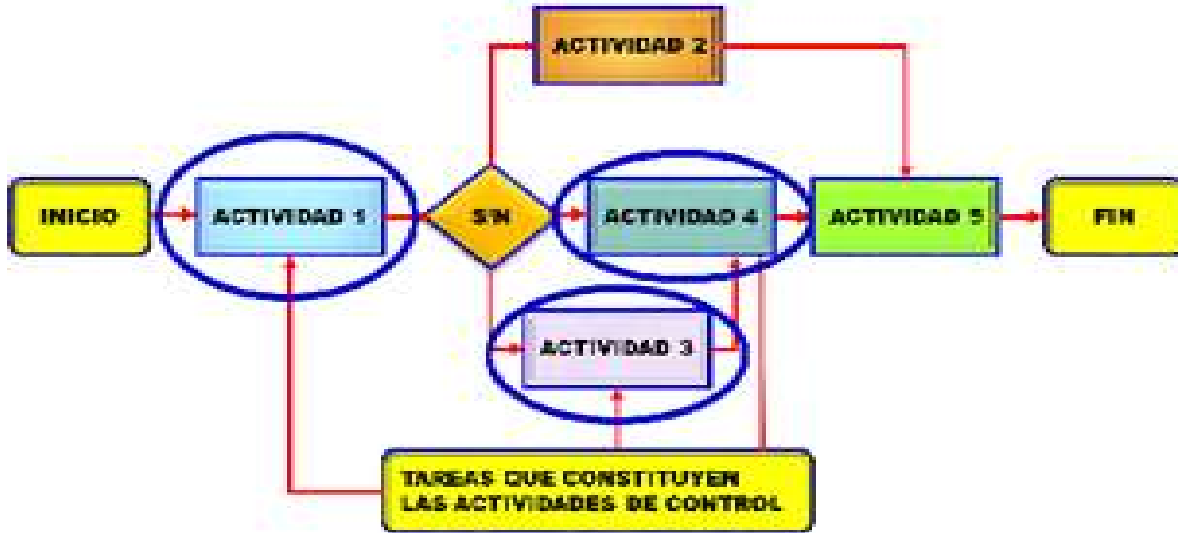 ACTIVIDAD 2
INICIO
ACTIVIDAD 1
S/N
ACTIVIDAD 4
ACTIVIDAD 5
FIN
ACTIVIDAD 3
TAREAS QUE CONSTITUYEN
LAS ACTIVIDADES DE CONTROL